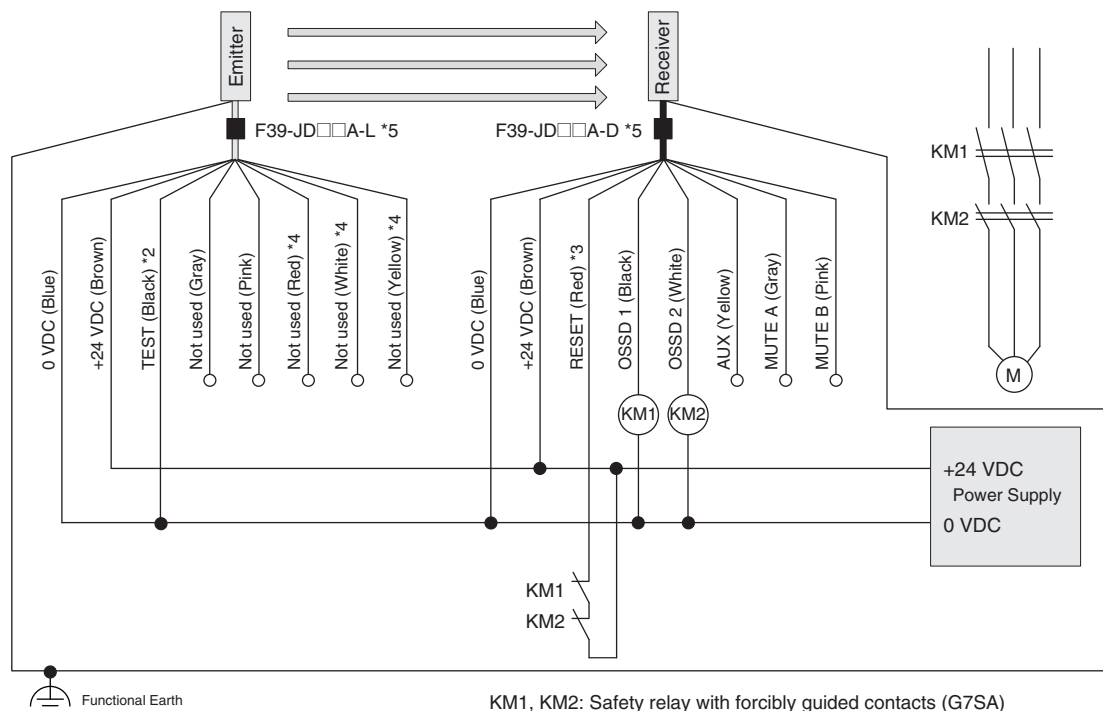 Emitter
Receiver
F39-JD□□A-L *5
F39-JD□□A-D *5
KM1
KM2
0 VDC (Blue)
+24 VDC (Brown)
TEST (Black) *2
Not used (Gray)
Not used (Pink)
Not used (Red) *4
Not used (White) *4
Not used (Yellow) *4
0 VDC (Blue)
+24 VDC (Brown)
RESET (Red) *3
OSSD 1 (Black)
OSSD 2 (White)
AUX (Yellow)
MUTE A (Gray)
MUTE B (Pink)
M
KM1
KM2
+24 VDC
Power Supply
0 VDC
KM1
KM2
Functional Earth
KM1, KM2: Safety relay with forcibly guided contacts (G7SA)